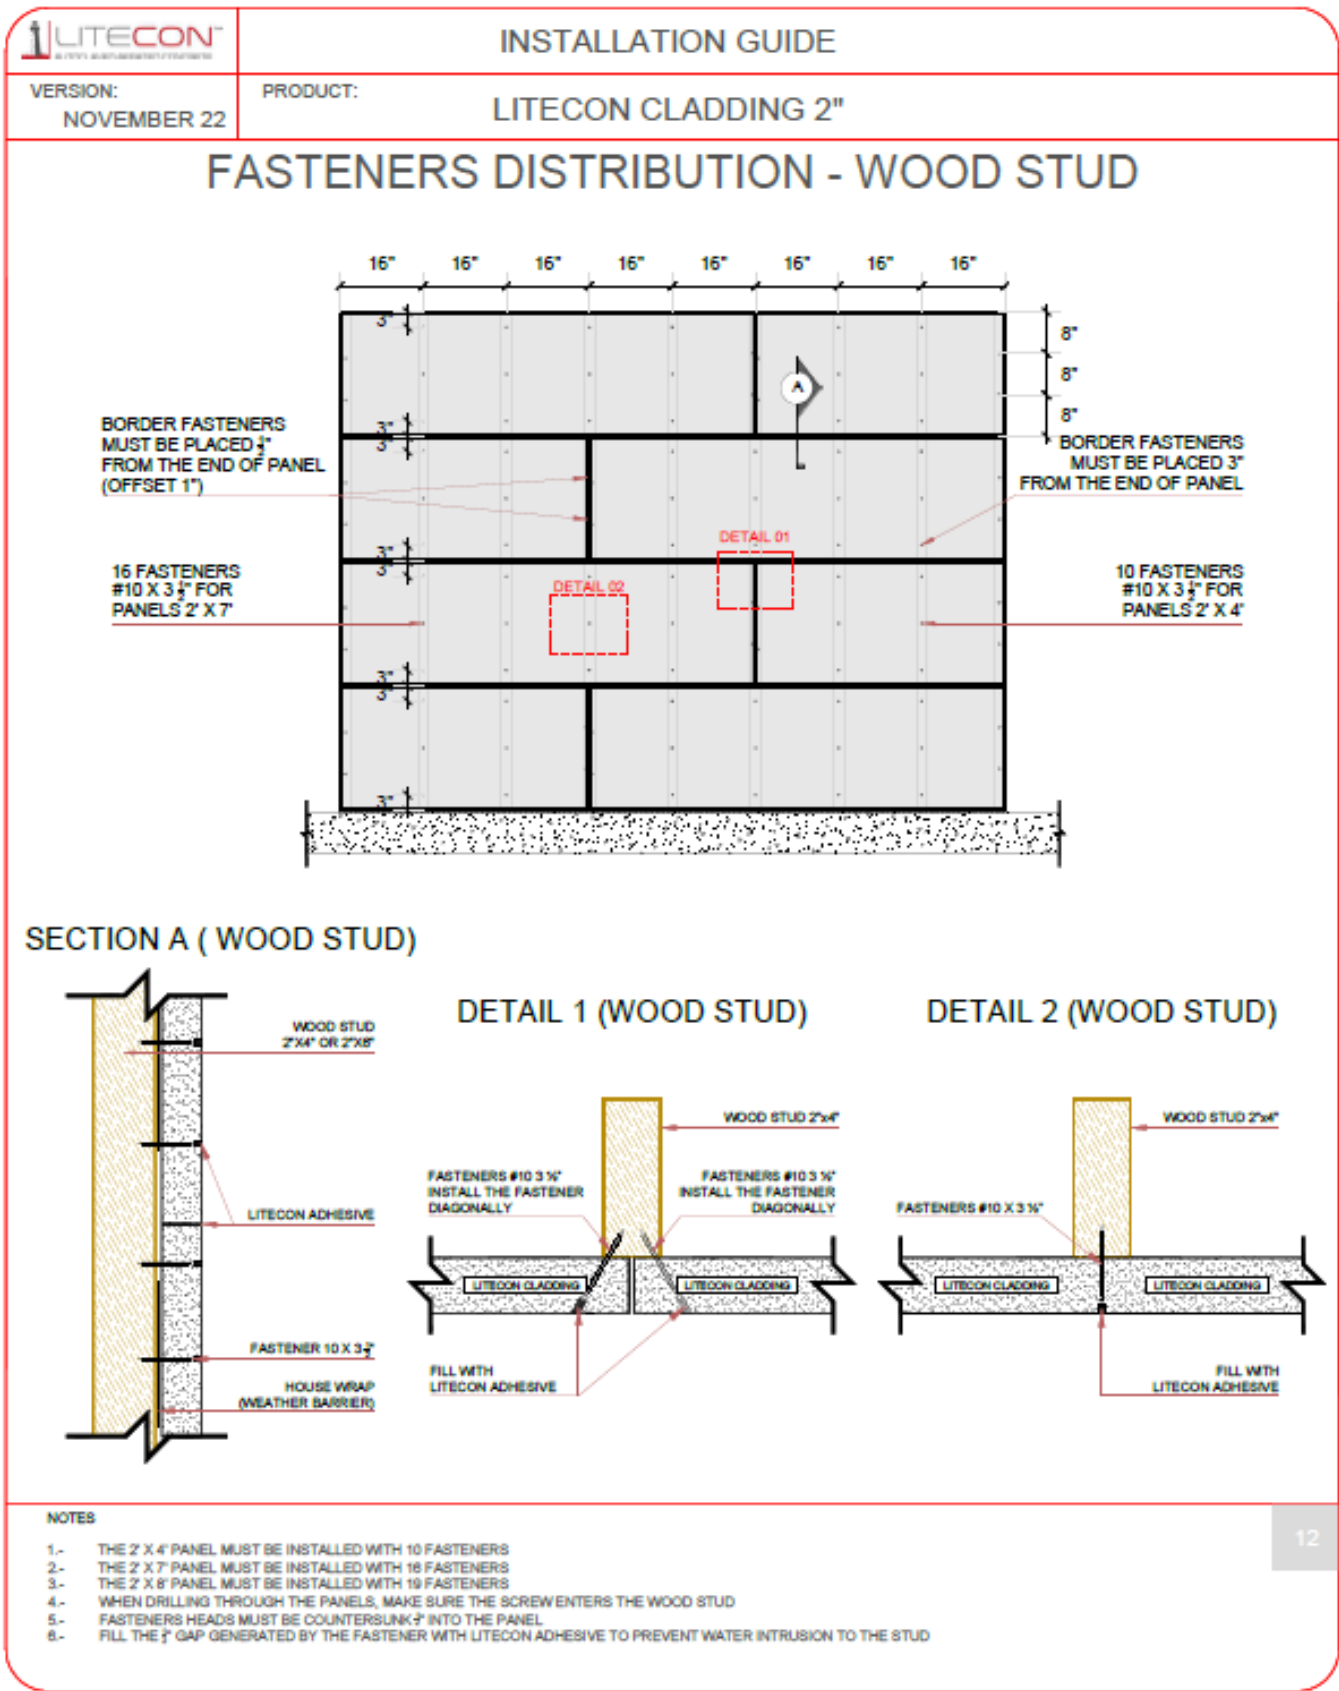 LITECON™
INSTALLATION GUIDE
VERSION:
NOVEMBER 22
PRODUCT:
LITECON CLADDING 2"
FASTENERS DISTRIBUTION - WOOD STUD
16" 16" 16" 16" 16" 16" 16" 16"
3"
8"
8"
8"
A
3"
3"
BORDER FASTENERS
MUST BE PLACED ½"
FROM THE END OF PANEL
(OFFSET 1")
BORDER FASTENERS
MUST BE PLACED 3"
FROM THE END OF PANEL
DETAIL 01
3"
3"
16 FASTENERS
#10 X 3 ½" FOR
PANELS 2' X 7'
DETAIL 02
10 FASTENERS
#10 X 3 ½" FOR
PANELS 2' X 4'
3"
3"
3"
SECTION A ( WOOD STUD)
WOOD STUD
2"X4" OR 2"X6"
LITECON ADHESIVE
FASTENER 10 X 3½"
HOUSE WRAP
(WEATHER BARRIER)
DETAIL 1 (WOOD STUD)
WOOD STUD 2"x4"
FASTENERS #10 3 ½"
INSTALL THE FASTENER
DIAGONALLY
FASTENERS #10 3 ½"
INSTALL THE FASTENER
DIAGONALLY
LITECON CLADDING
LITECON CLADDING
FILL WITH
LITECON ADHESIVE
DETAIL 2 (WOOD STUD)
WOOD STUD 2"x4"
FASTENERS #10 X 3 ½"
LITECON CLADDING
LITECON CLADDING
FILL WITH
LITECON ADHESIVE
NOTES
12
1.- THE 2' X 4' PANEL MUST BE INSTALLED WITH 10 FASTENERS
2.- THE 2' X 7' PANEL MUST BE INSTALLED WITH 16 FASTENERS
3.- THE 2' X 8' PANEL MUST BE INSTALLED WITH 19 FASTENERS
4.- WHEN DRILLING THROUGH THE PANELS, MAKE SURE THE SCREW ENTERS THE WOOD STUD
5.- FASTENERS HEADS MUST BE COUNTERSUNK INTO THE PANEL
6.- FILL THE GAP GENERATED BY THE FASTENER WITH LITECON ADHESIVE TO PREVENT WATER INTRUSION TO THE STUD